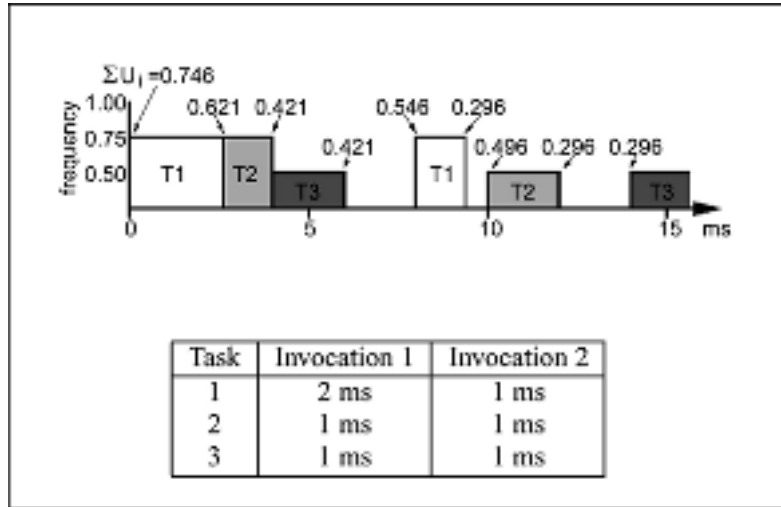 ΣUi =0.746
1.00
0.621 0.421 0.546 0.296
0.75
0.421 0.496 0.296 0.296
frequency
0.50
T1 T2 T3 T1 T2 T3
0 5 10 15 ms
Task Invocation 1 Invocation 2
1 2 ms 1 ms
2 1 ms 1 ms
3 1 ms 1 ms